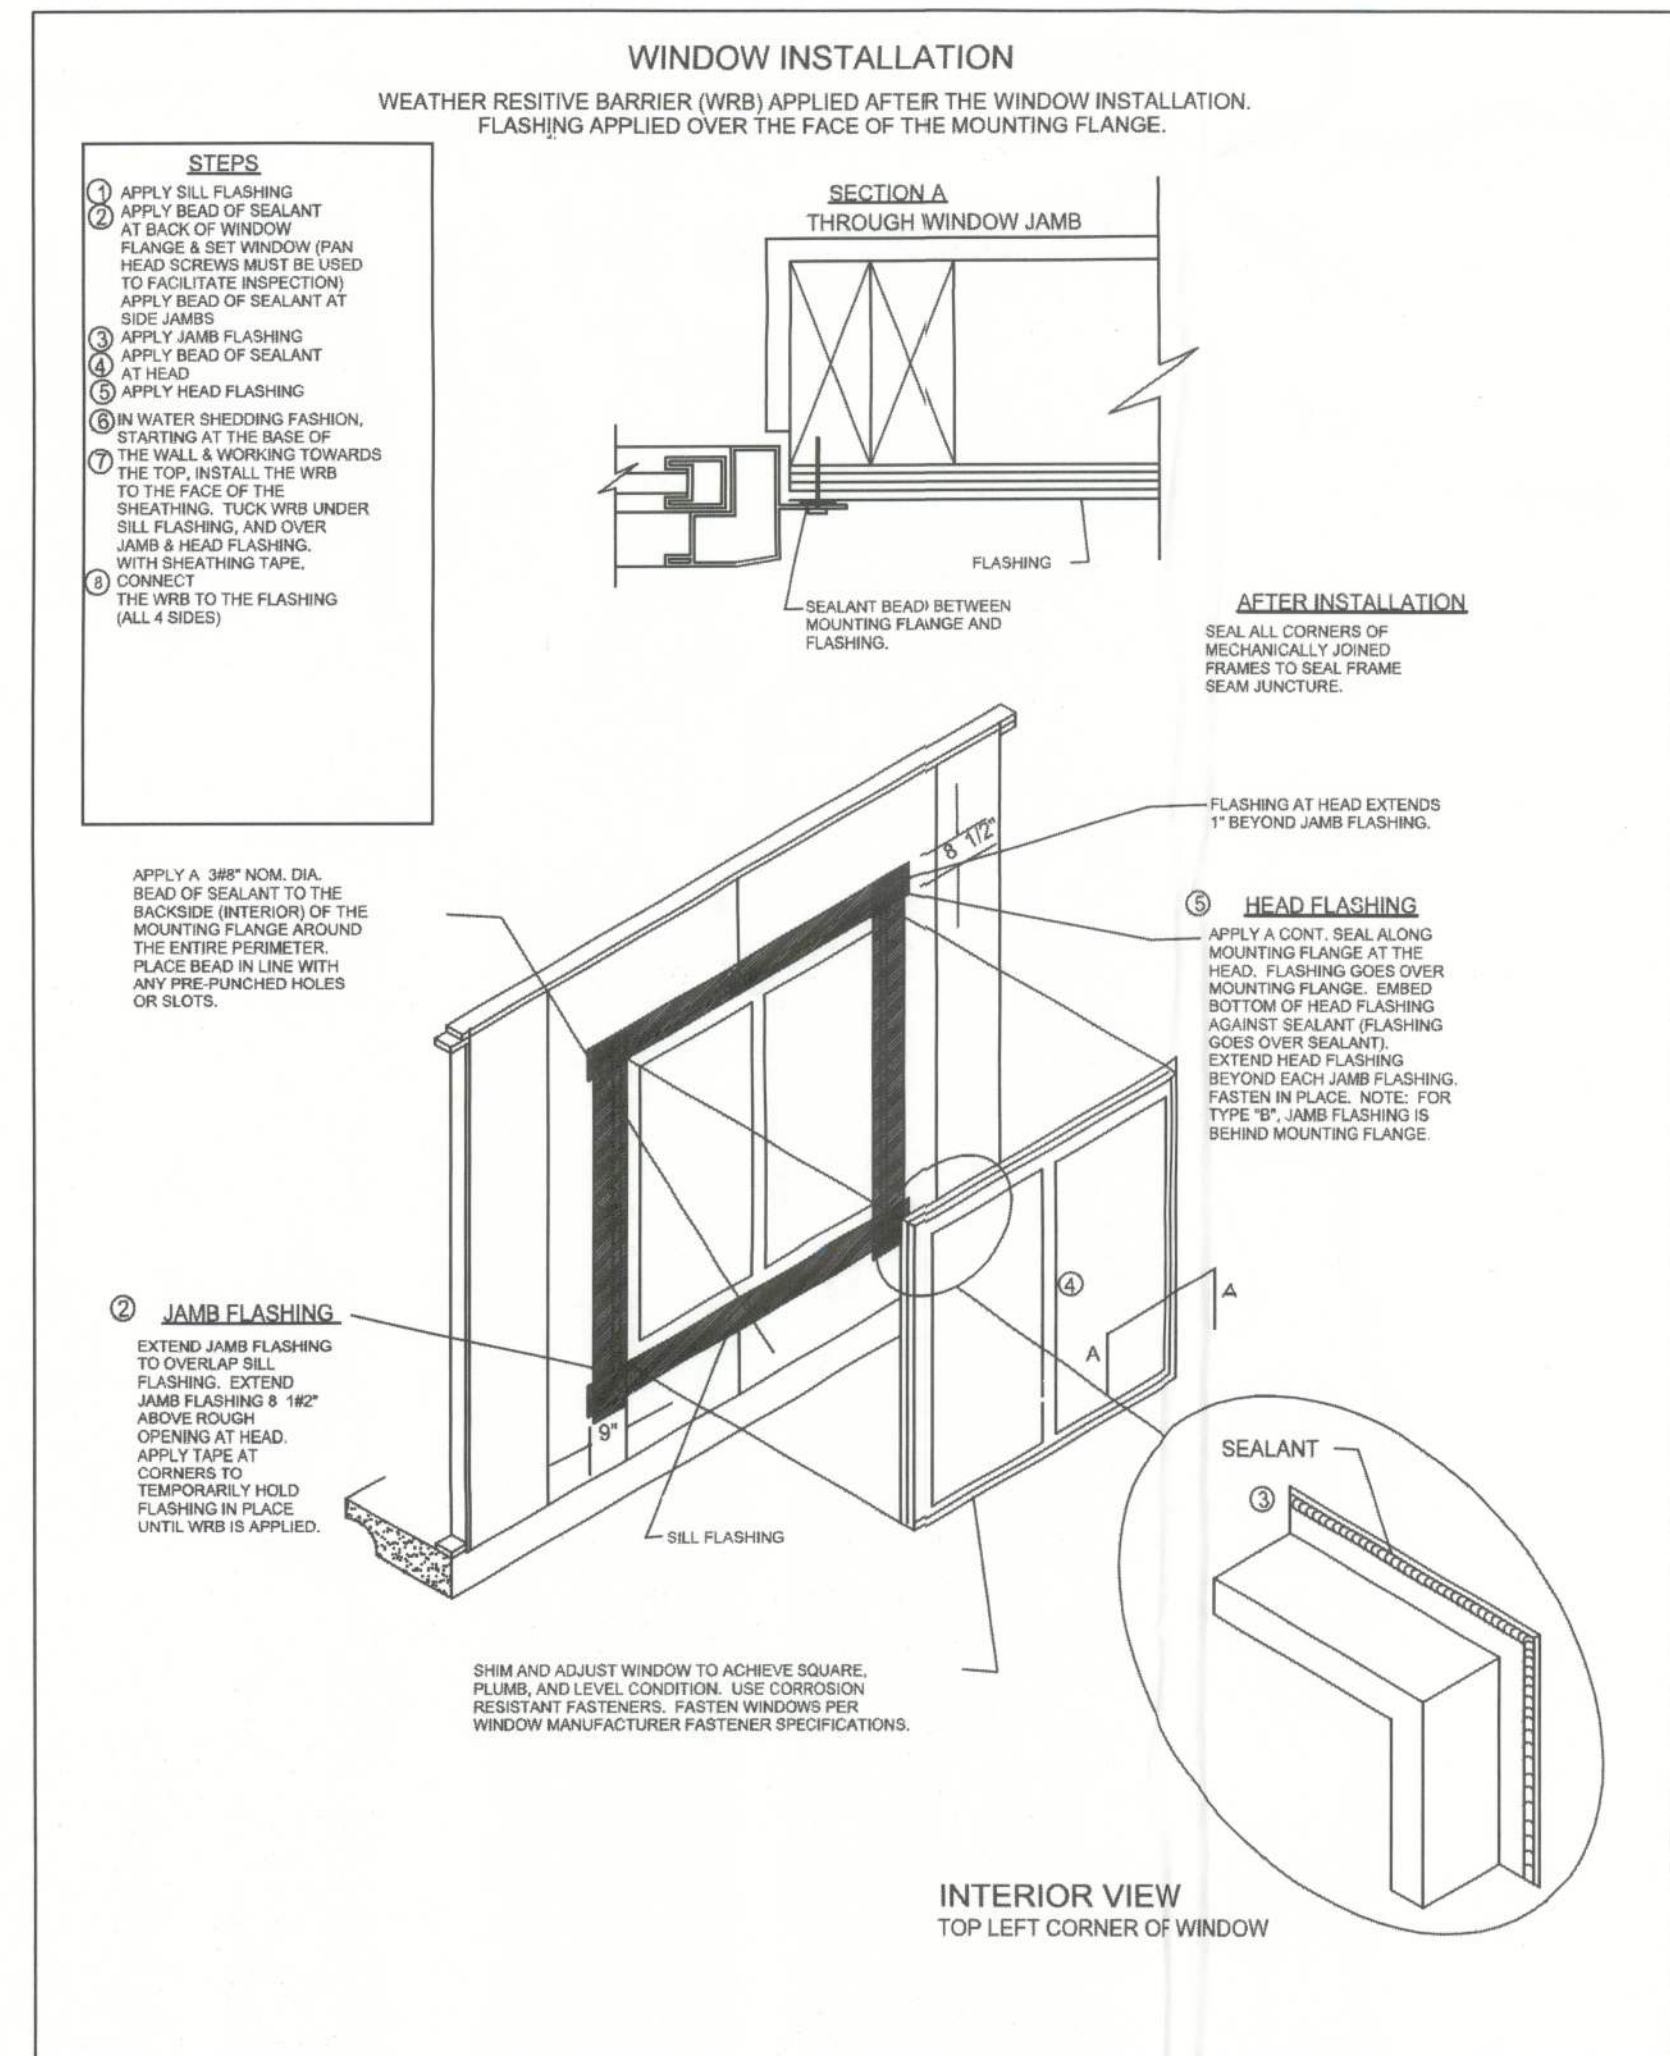 WINDOW INSTALLATION
WEATHER RESITIVE BARRIER (WRB) APPLIED AFTER THE WINDOW INSTALLATION.
FLASHING APPLIED OVER THE FACE OF THE MOUNTING FLANGE.
STEPS
1 APPLY SILL FLASHING
2 APPLY BEAD OF SEALANT
AT BACK OF WINDOW
FLANGE & SET WINDOW (PAN
HEAD SCREWS MUST BE USED
TO FACILITATE INSPECTION)
APPLY BEAD OF SEALANT AT
SIDE JAMBS
3 APPLY JAMB FLASHING
4 APPLY BEAD OF SEALANT
AT HEAD
5 APPLY HEAD FLASHING
6 IN WATER SHEDDING FASHION,
STARTING AT THE BASE OF
7 THE WALL & WORKING TOWARDS
THE TOP, INSTALL THE WRB
TO THE FACE OF THE
SHEATHING. TUCK WRB UNDER
SILL FLASHING, AND OVER
JAMB & HEAD FLASHING.
WITH SHEATHING TAPE,
8 CONNECT
THE WRB TO THE FLASHING
(ALL 4 SIDES)
SECTION A
THROUGH WINDOW JAMB
FLASHING
SEALANT BEAD BETWEEN
MOUNTING FLANGE AND
FLASHING.
AFTER INSTALLATION
SEAL ALL CORNERS OF
MECHANICALLY JOINED
FRAMES TO SEAL FRAME
SEAM JUNCTURE.
FLASHING AT HEAD EXTENDS
1" BEYOND JAMB FLASHING.
8 1/2"
APPLY A 3#8" NOM. DIA.
BEAD OF SEALANT TO THE
BACKSIDE (INTERIOR) OF THE
MOUNTING FLANGE AROUND
THE ENTIRE PERIMETER.
PLACE BEAD IN LINE WITH
ANY PRE-PUNCHED HOLES
OR SLOTS.
5 HEAD FLASHING
APPLY A CONT. SEAL ALONG
MOUNTING FLANGE AT THE
HEAD. FLASHING GOES OVER
MOUNTING FLANGE. EMBED
BOTTOM OF HEAD FLASHING
AGAINST SEALANT (FLASHING
GOES OVER SEALANT).
EXTEND HEAD FLASHING
BEYOND EACH JAMB FLASHING.
FASTEN IN PLACE. NOTE: FOR
TYPE "B", JAMB FLASHING IS
BEHIND MOUNTING FLANGE.
2 JAMB FLASHING
EXTEND JAMB FLASHING
TO OVERLAP SILL
FLASHING. EXTEND
JAMB FLASHING 8 1#2"
ABOVE ROUGH
OPENING AT HEAD.
APPLY TAPE AT
CORNERS TO
TEMPORARILY HOLD
FLASHING IN PLACE
UNTIL WRB IS APPLIED.
4
A
A
9"
SILL FLASHING
SEALANT
3
SHIM AND ADJUST WINDOW TO ACHIEVE SQUARE,
PLUMB, AND LEVEL CONDITION. USE CORROSION
RESISTANT FASTENERS. FASTEN WINDOWS PER
WINDOW MANUFACTURER FASTENER SPECIFICATIONS.
INTERIOR VIEW
TOP LEFT CORNER OF WINDOW